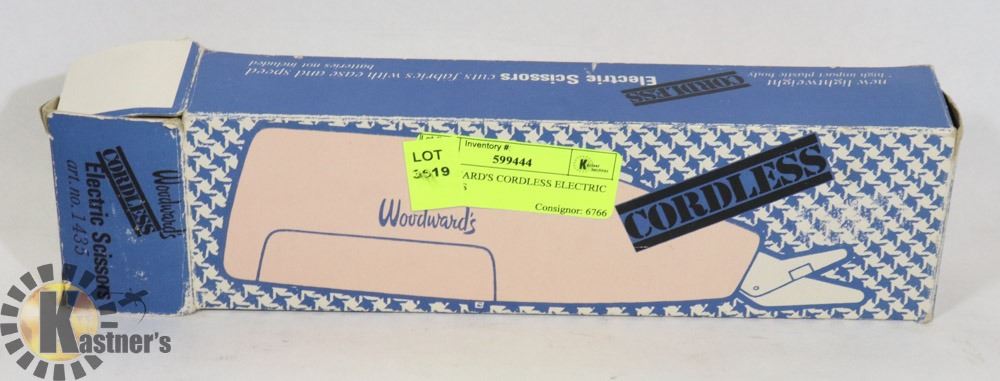 new lightweight
* high impact plastic body
CORDLESS
Electric Scissors cuts fabrics with ease and speed
batteries not included
Woodward's
CORDLESS
Electric Scissors
art. no. 1435
LOT
3619
Inventory #:
599444
ARD'S CORDLESS ELECTRIC
S
Consignor: 6766
Woodward's
CORDLESS
Kastner's